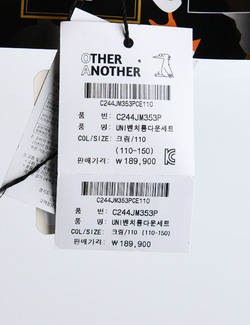 OTHER
ANOTHER
C244JM353PCE110
품 번: C244JM353P
품 명: UNI벤치롱다운세트
COL/SIZE: 크림/110
(110-150)
판매가격: ₩189,900
C244JM353PCE110
품 번: C244JM353P
품 명: UNI벤치롱다운세트
COL/SIZE: 크림/110 (110-150)
판매가격: ₩189,900